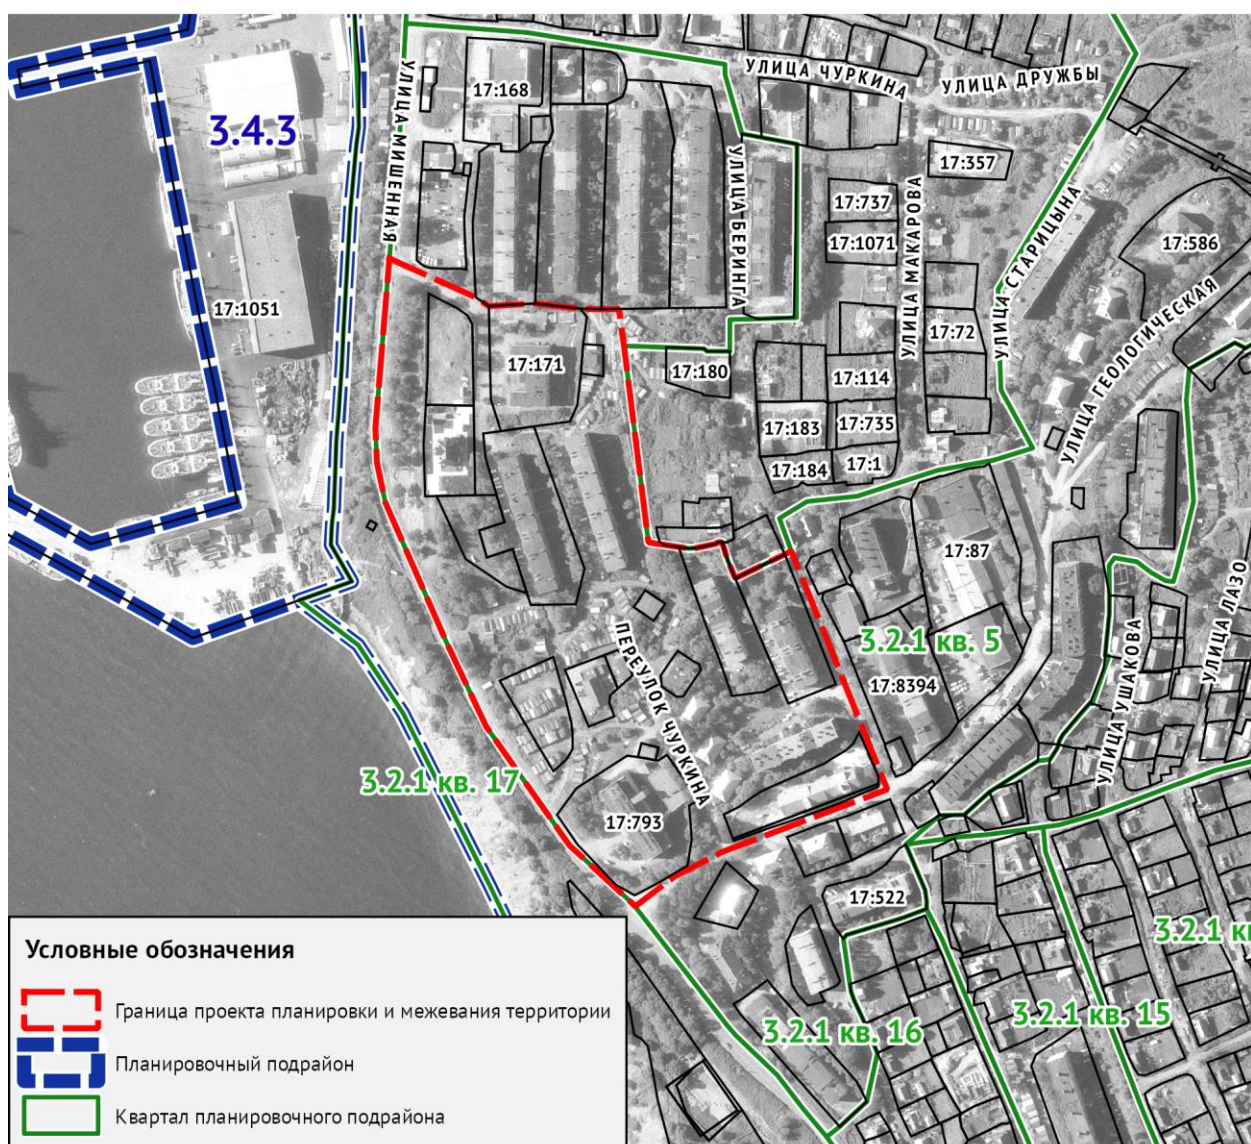 УЛИЦА МИШЕННАЯ
17:168
УЛИЦА ЧУРКИНА
УЛИЦА ДРУЖБЫ
3.4.3
УЛИЦА БЕРИНГА
17:357
17:737
17:1071
УЛИЦА МАКАРОВА
УЛИЦА СТАРИЦЫНА
17:586
17:1051
17:72
УЛИЦА ГЕОЛОГИЧЕСКАЯ
17:171
17:180
17:114
17:183
17:735
17:184
17:1
17:87
УЛИЦА ЛАЗО
УЛИЦА УШАКОВА
ПЕРЕУЛОК ЧУРКИНА
3.2.1 кв. 5
17:8394
3.2.1 кв. 17
17:793
17:522
3.2.1
3.2.1 кв. 15
3.2.1 кв. 16
Условные обозначения
Граница проекта планировки и межевания территории
Планировочный подрайон
Квартал планировочного подрайона